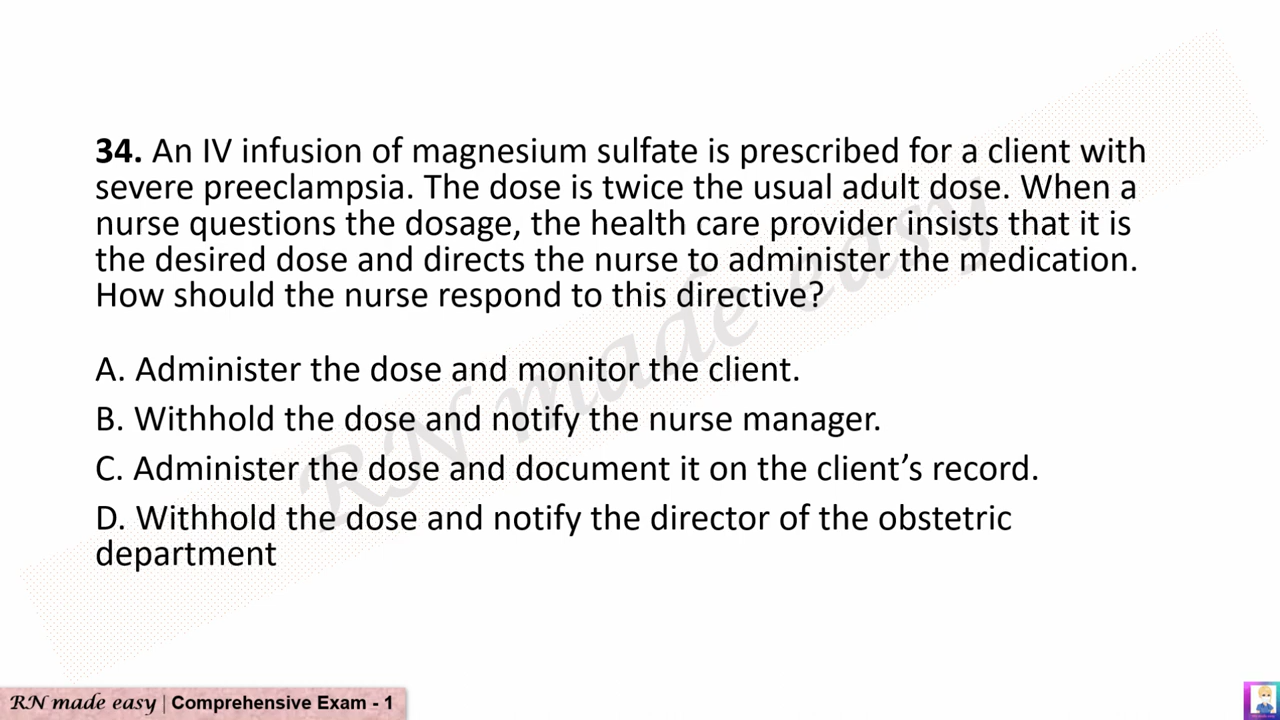 34. An IV infusion of magnesium sulfate is prescribed for a client with
severe preeclampsia. The dose is twice the usual adult dose. When a
nurse questions the dosage, the health care provider insists that it is
the desired dose and directs the nurse to administer the medication.
How should the nurse respond to this directive?
A. Administer the dose and monitor the client.
B. Withhold the dose and notify the nurse manager.
C. Administer the dose and document it on the client’s record.
D. Withhold the dose and notify the director of the obstetric
department
RN made easy
RN made easy | Comprehensive Exam - 1